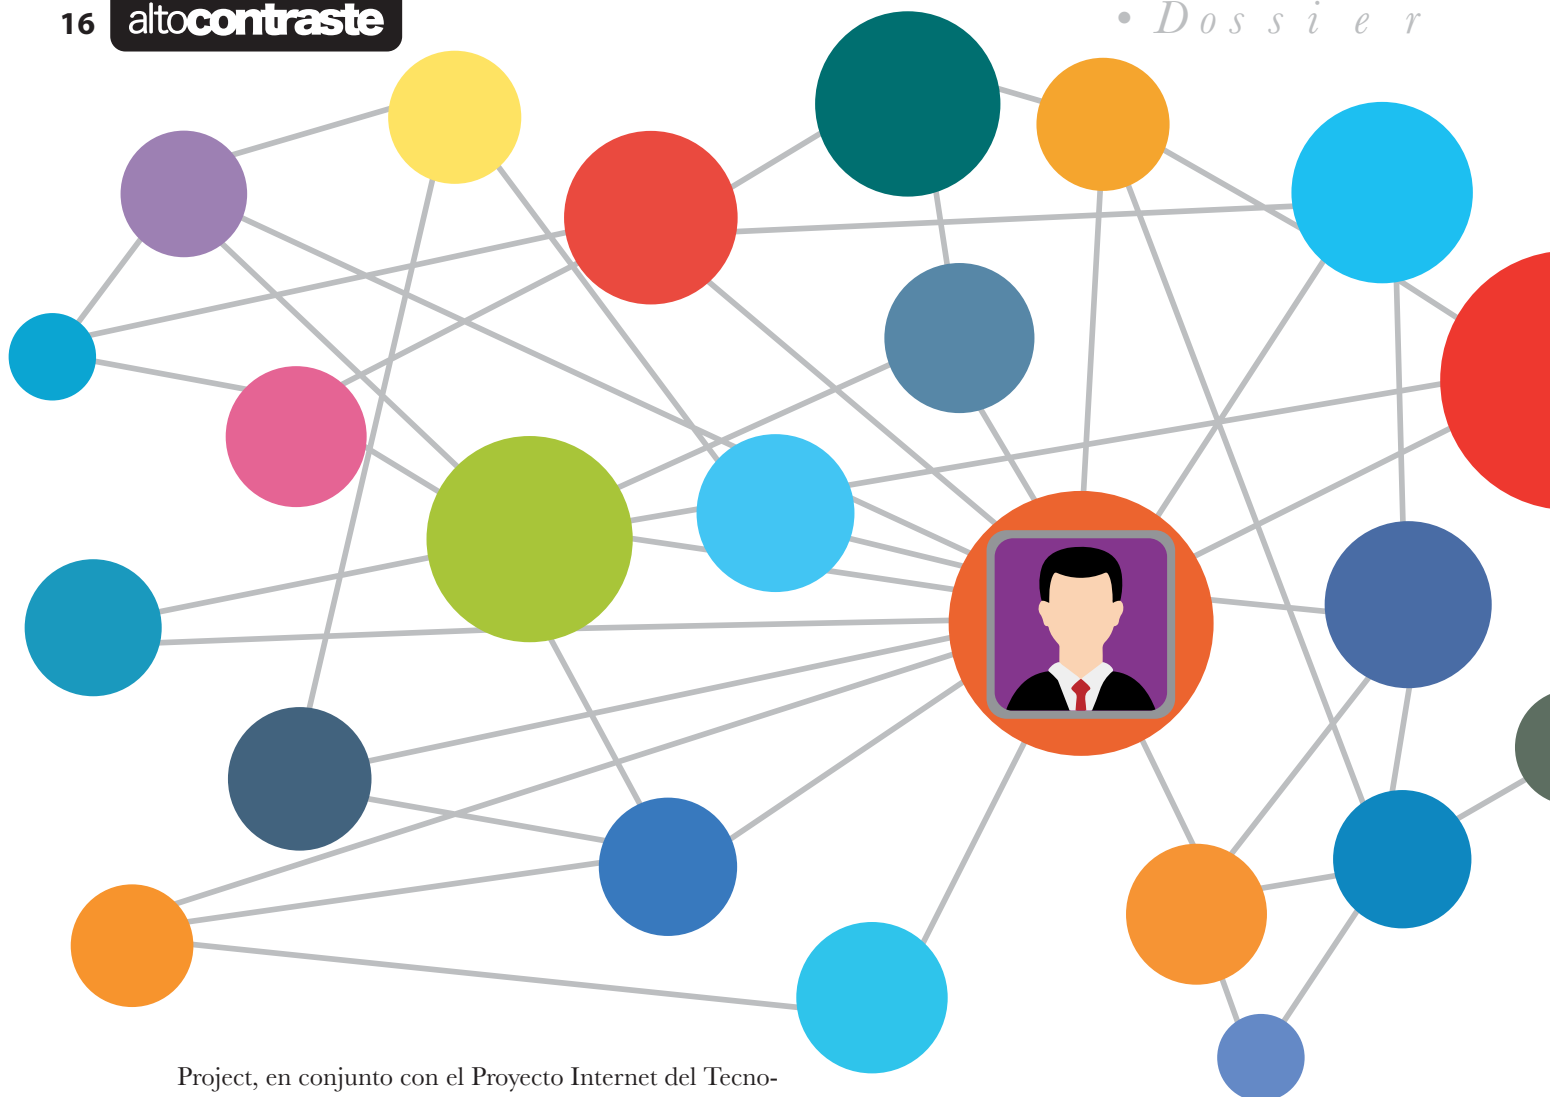 16 altocontraste
• Dossier
Project, en conjunto con el Proyecto Internet del Tecno-